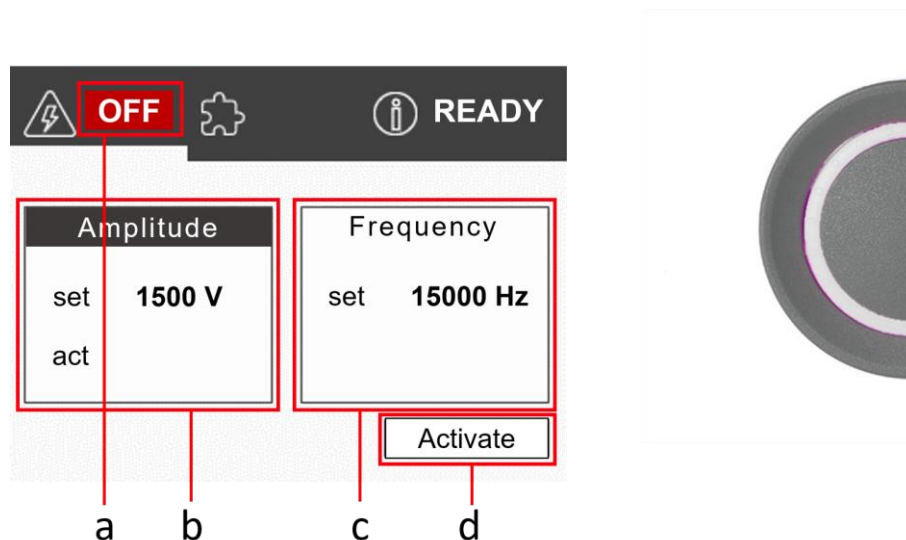 OFF READY
Amplitude Frequency
set 1500 V set 15000 Hz
act
Activate
a b c d